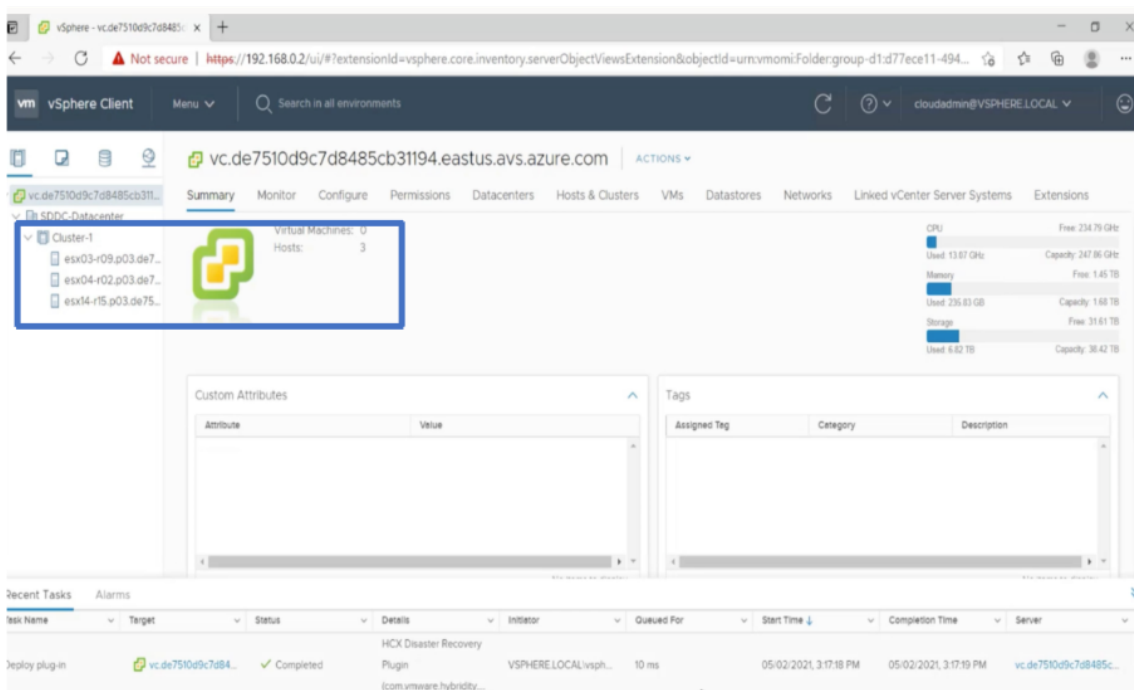 vSphere - vc.de7510d9c7d8485c
Not secure | https://192.168.0.2/ui/#?extensionId=vsphere.core.inventory.serverObjectViewsExtension&objectId=urn:vmomi:Folder:group-d1:d77ece11-494...
vm vSphere Client Menu Search in all environments cloudadmin@VSPHERE.LOCAL
vc.de7510d9c7d8485cb31194.eastus.avs.azure.com ACTIONS
vc.de7510d9c7d8485cb311...
Summary Monitor Configure Permissions Datacenters Hosts & Clusters VMs Datastores Networks Linked vCenter Server Systems Extensions
SDDC-Datacenter
Cluster-1
esx03-r09.p03.de7...
esx04-r02.p03.de7...
esx14-r15.p03.de75...
Virtual Machines: 0
Hosts: 3
CPU Free: 234.79 GHz
Used: 13.07 GHz Capacity: 247.86 GHz
Memory Free: 1.45 TB
Used: 235.83 GB Capacity: 1.68 TB
Storage Free: 31.61 TB
Used: 6.82 TB Capacity: 38.42 TB
Custom Attributes
Attribute Value
Tags
Assigned Tag Category Description
Recent Tasks Alarms
Task Name Target Status Details Initiator Queued For Start Time Completion Time Server
HCX Disaster Recovery
Deploy plug-in vc.de7510d9c7d84... Completed Plugin VSPHERE.LOCAL\vsph... 10 ms 05/02/2021, 3:17:18 PM 05/02/2021, 3:17:19 PM vc.de7510d9c7d8485c...
(com.vmware.hybridity....